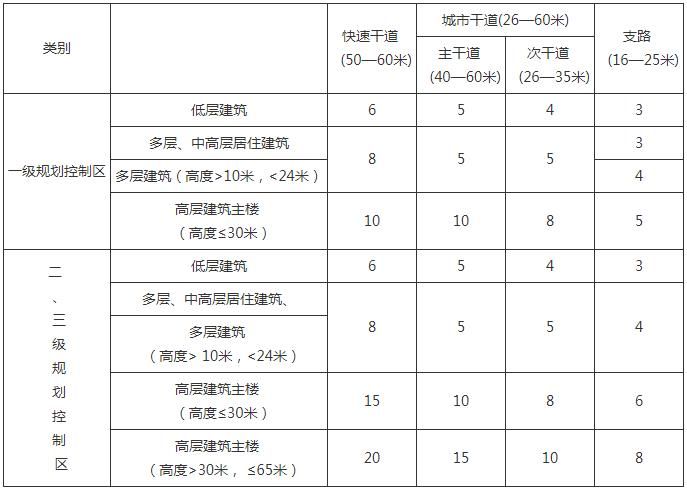 类别
快速干道
(50—60米)
城市干道(26—60米)
主干道
(40—60米)
次干道
(26—35米)
支路
(16—25米)
一级规划控制区
低层建筑
6
5
4
3
多层、中高层居住建筑
8
5
5
3
多层建筑（高度>10米，<24米）
4
高层建筑主楼
（高度≤30米）
10
10
8
5
二
、
三
级
规
划
控
制
区
低层建筑
6
5
4
3
多层、中高层居住建筑、
8
5
5
4
多层建筑
（高度> 10米，<24米）
高层建筑主楼
（高度≤30米）
15
10
8
6
高层建筑主楼
（高度>30米， ≤65米）
20
15
10
8